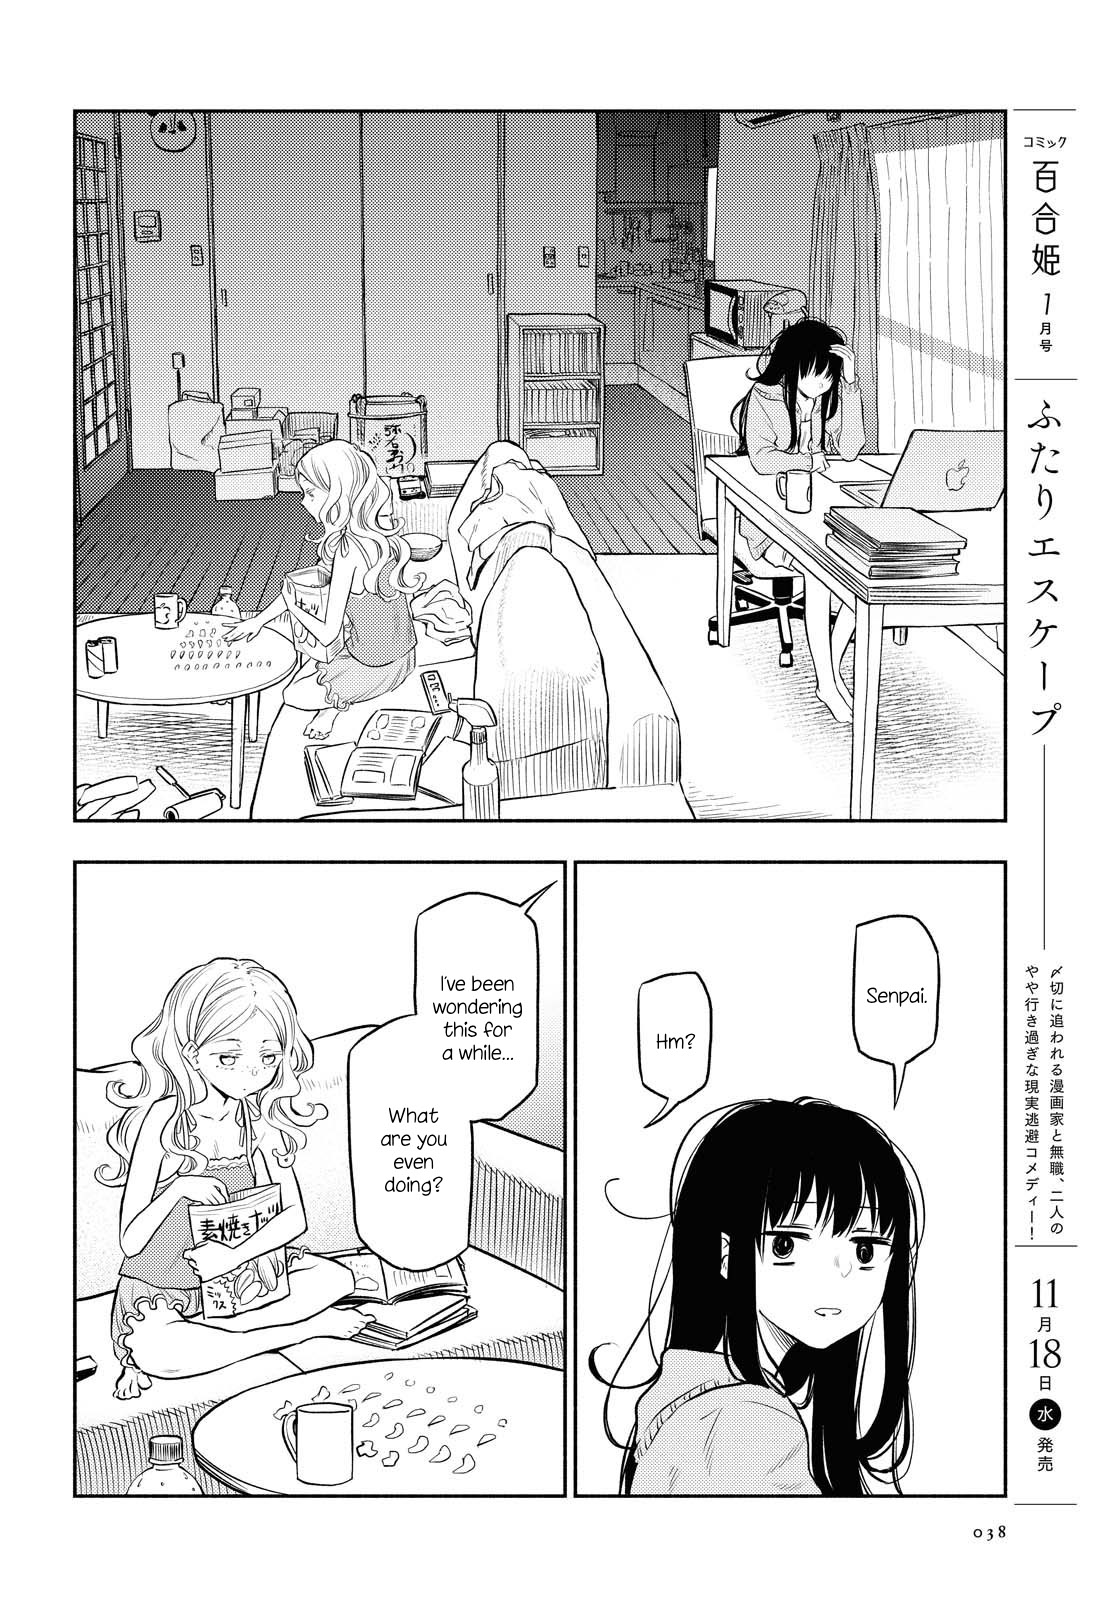 コミック
百合姫
1
月号
ふたりエスケープ
〆切に追われる漫画家と無職、二人の
やや行き過ぎな現実逃避コメディー！
11
月
18
日
水
発売
Senpai.
Hm?
I've been
wondering
this for
a while...
What
are you
even
doing?
素焼きナッツ
ミックス
038